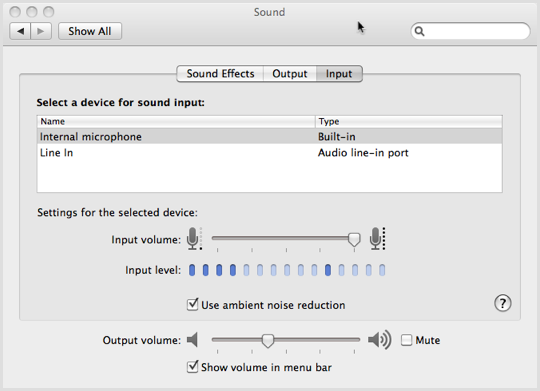 Sound
Show All
Sound Effects Output Input
Select a device for sound input:
Name Type
Internal microphone Built-in
Line In Audio line-in port
Settings for the selected device:
Input volume:
Input level:
Use ambient noise reduction ?
Output volume: Mute
Show volume in menu bar